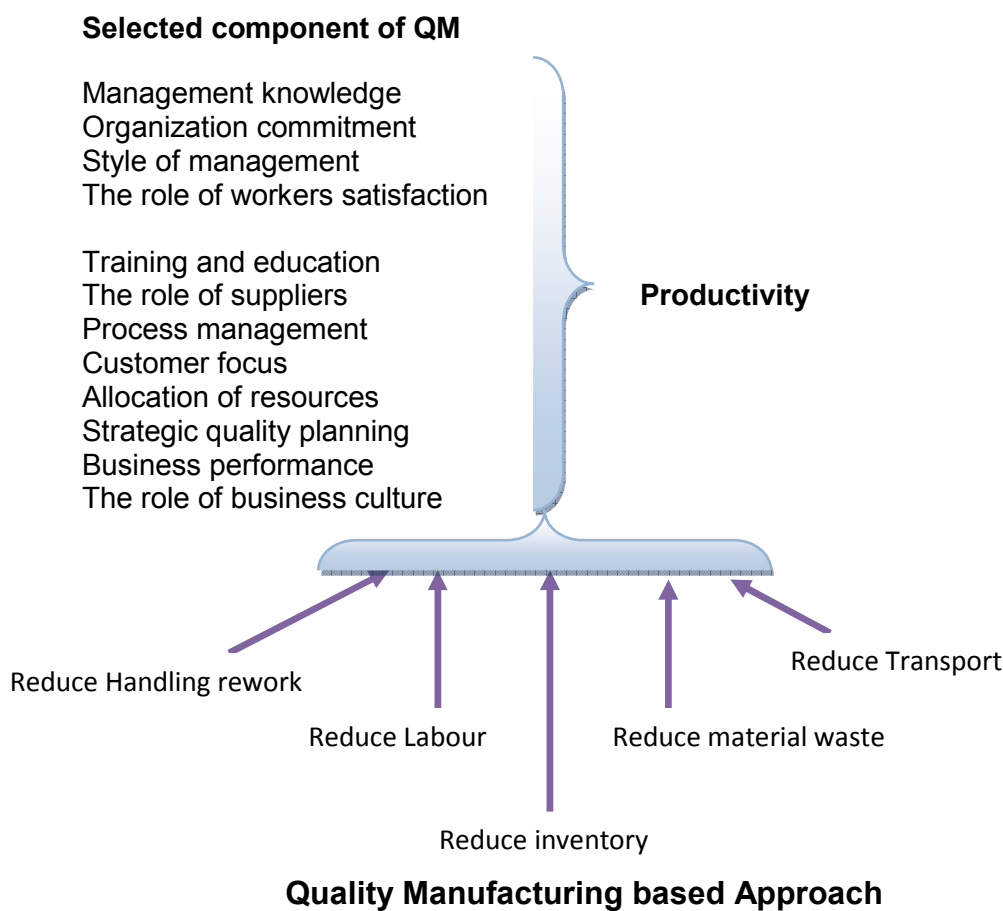 Selected component of QM
Management knowledge
Organization commitment
Style of management
The role of workers satisfaction
Training and education
The role of suppliers
Process management
Customer focus
Allocation of resources
Strategic quality planning
Business performance
The role of business culture
Productivity
Reduce Handling rework
Reduce Transport
Reduce Labour
Reduce material waste
Reduce inventory
Quality Manufacturing based Approach